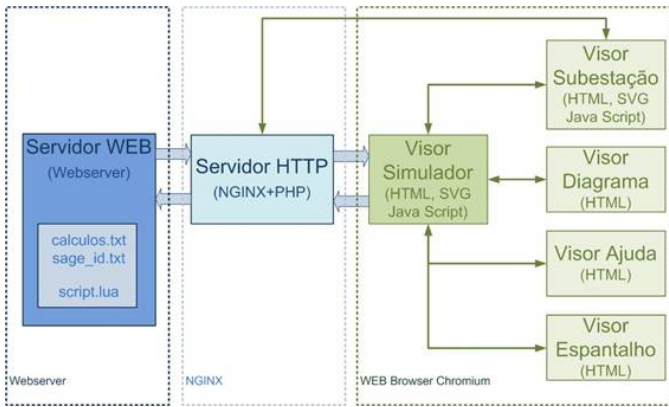 Servidor WEB
(Webserver)
calculos.txt
sage_id.txt
script.lua
Webserver
Servidor HTTP
(NGINX+PHP)
NGINX
Visor
Simulador
(HTML, SVG
Java Script)
Visor
Subestação
(HTML, SVG
Java Script)
Visor
Diagrama
(HTML)
Visor Ajuda
(HTML)
Visor
Espantalho
(HTML)
WEB Browser Chromium